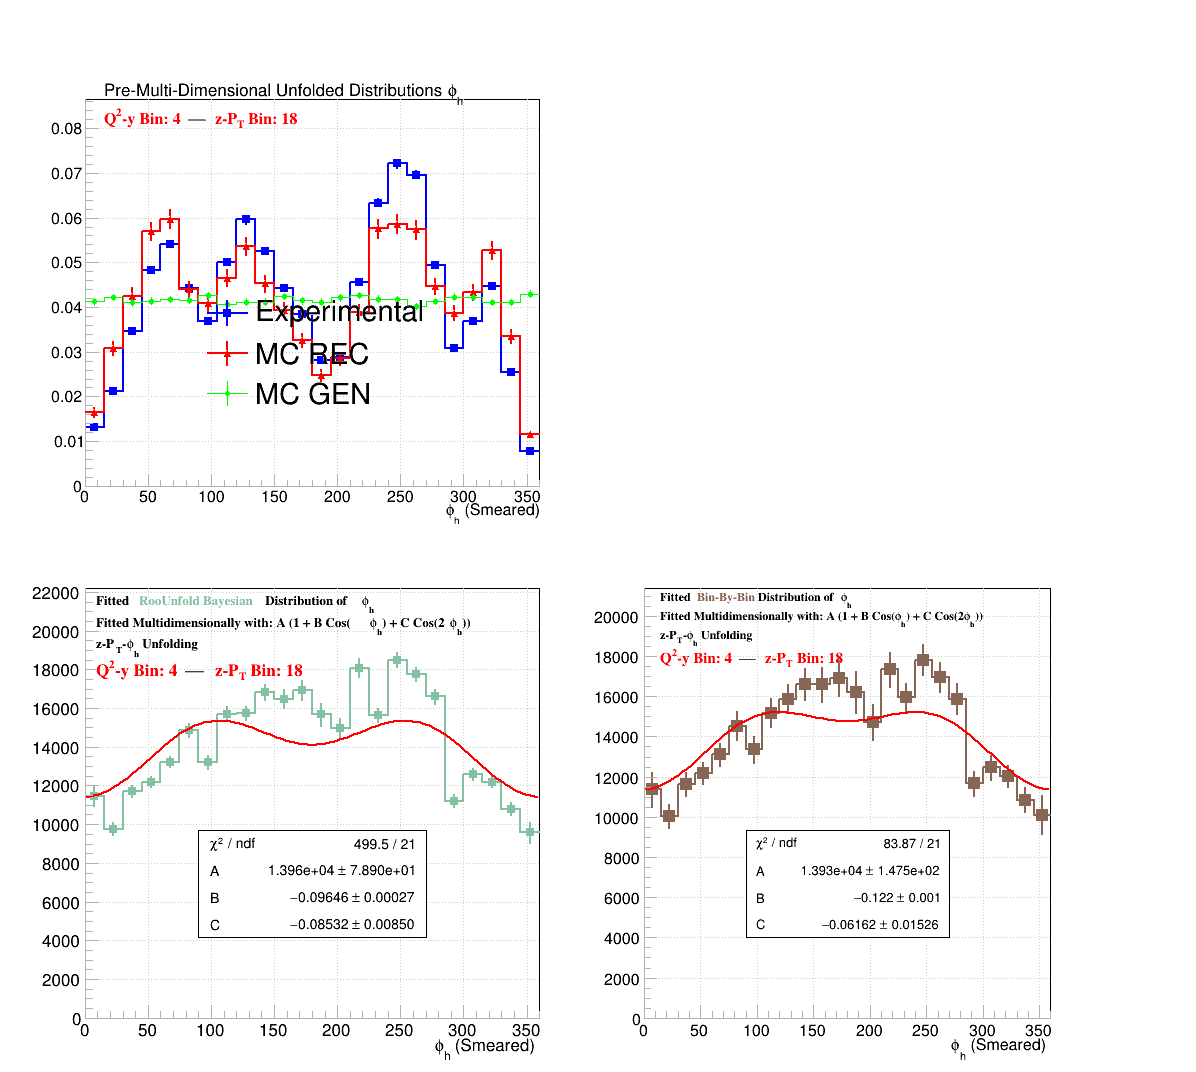 Pre-Multi-Dimensional Unfolded Distributions ϕh
Q²-y Bin: 4 — z-PT Bin: 18
0.08
0.07
0.06
0.05
0.04
0.03
0.02
0.01
0
Experimental
MC REC
MC GEN
0 50 100 150 200 250 300 350
ϕh (Smeared)
Fitted RooUnfold Bayesian Distribution of ϕh
Fitted Multidimensionally with: A (1 + B Cos( ϕh) + C Cos(2 ϕh))
z-PT-ϕh Unfolding
Q²-y Bin: 4 — z-PT Bin: 18
22000
20000
18000
16000
14000
12000
10000
8000
6000
4000
2000
0
χ² / ndf 499.5 / 21
A 1.396e+04 ± 7.890e+01
B −0.09646 ± 0.00027
C −0.08532 ± 0.00850
0 50 100 150 200 250 300 350
ϕh (Smeared)
Fitted Bin-By-Bin Distribution of ϕh
Fitted Multidimensionally with: A (1 + B Cos(ϕh) + C Cos(2ϕh))
z-PT-ϕh Unfolding
Q²-y Bin: 4 — z-PT Bin: 18
20000
18000
16000
14000
12000
10000
8000
6000
4000
2000
0
χ² / ndf 83.87 / 21
A 1.393e+04 ± 1.475e+02
B −0.122 ± 0.001
C −0.06162 ± 0.01526
0 50 100 150 200 250 300 350
ϕh (Smeared)